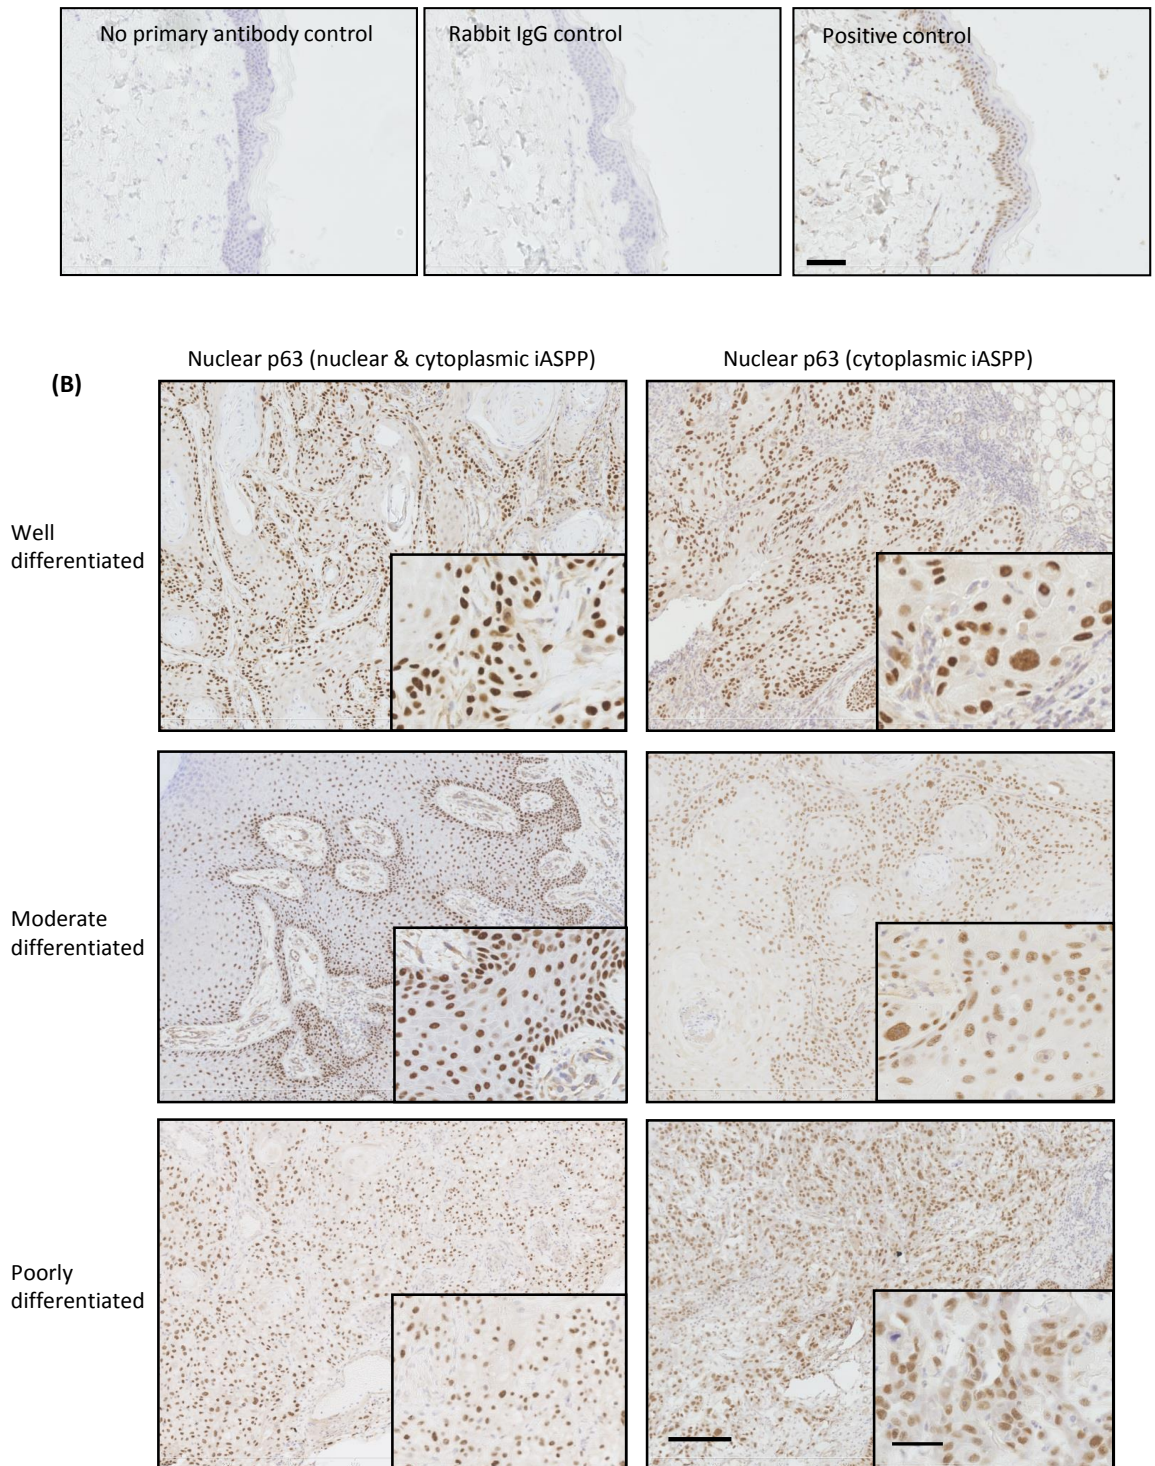 No primary antibody control
Rabbit IgG control
Positive control
Nuclear p63 (nuclear & cytoplasmic iASPP)
Nuclear p63 (cytoplasmic iASPP)
(B)
Well
differentiated
Moderate
differentiated
Poorly
differentiated